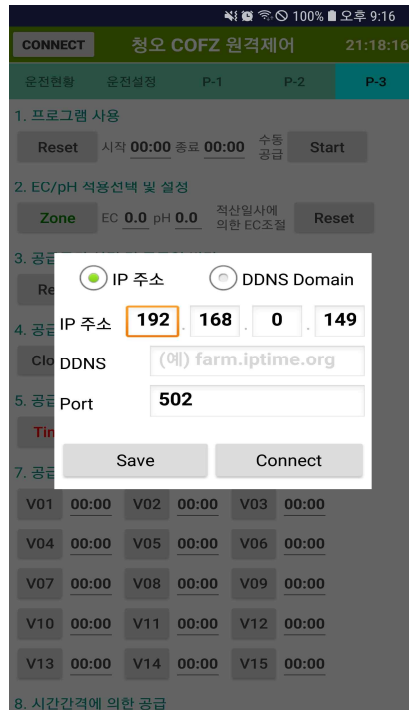 100% 오후 9:16
CONNECT 청오 COFZ 원격제어 21:18:16
운전현황 운전설정 P-1 P-2 P-3
1. 프로그램 사용
Reset 시작 00:00 종료 00:00 수동 공급 Start
2. EC/pH 적용선택 및 설정
Zone EC 0.0 pH 0.0 적산일사에 의한 EC조절 Reset
3. 공급
IP 주소 DDNS Domain
Re
IP 주소 192 . 168 . 0 . 149
4. 공급
Clo
DDNS (예) farm.iptime.org
5. 공급
Port 502
Tin
Save Connect
7. 공급
V01 00:00 V02 00:00 V03 00:00
V04 00:00 V05 00:00 V06 00:00
V07 00:00 V08 00:00 V09 00:00
V10 00:00 V11 00:00 V12 00:00
V13 00:00 V14 00:00 V15 00:00
8. 시간간격에 의한 공급